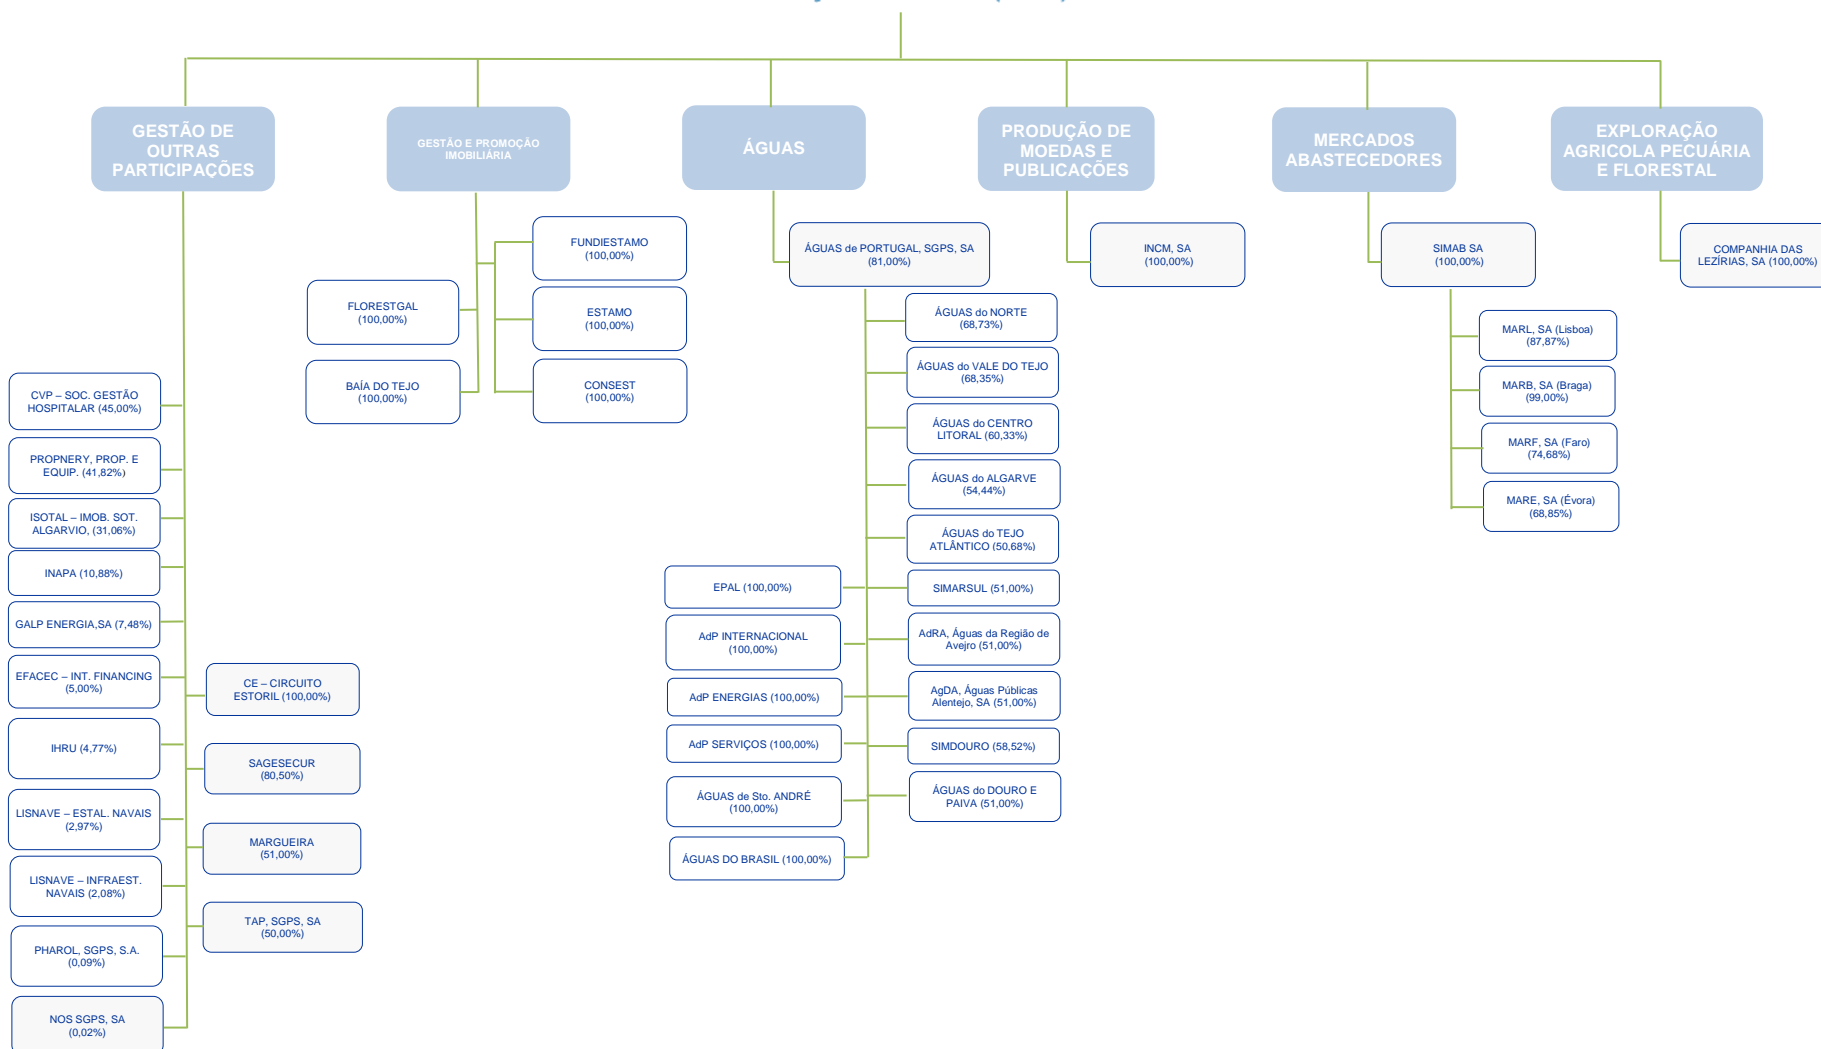 GESTÃO DE
OUTRAS
PARTICIPAÇÕES
GESTÃO E PROMOÇÃO
IMOBILIÁRIA
ÁGUAS
PRODUÇÃO DE
MOEDAS E
PUBLICAÇÕES
MERCADOS
ABASTECEDORES
EXPLORAÇÃO
AGRICOLA PECUÁRIA
E FLORESTAL
CVP – SOC. GESTÃO
HOSPITALAR (45,00%)
PROPNERY, PROP. E
EQUIP. (41,82%)
ISOTAL – IMOB. SOT.
ALGARVIO, (31,06%)
INAPA (10,88%)
GALP ENERGIA,SA (7,48%)
EFACEC – INT. FINANCING
(5,00%)
IHRU (4,77%)
LISNAVE – ESTAL. NAVAIS
(2,97%)
LISNAVE – INFRAEST.
NAVAIS (2,08%)
PHAROL, SGPS, S.A.
(0,09%)
NOS SGPS, SA
(0,02%)
CE – CIRCUITO
ESTORIL (100,00%)
SAGESECUR
(80,50%)
MARGUEIRA
(51,00%)
TAP, SGPS, SA
(50,00%)
FLORESTGAL
(100,00%)
BAÍA DO TEJO
(100,00%)
FUNDIESTAMO
(100,00%)
ESTAMO
(100,00%)
CONSEST
(100,00%)
ÁGUAS de PORTUGAL, SGPS, SA
(81,00%)
ÁGUAS do NORTE
(68,73%)
ÁGUAS do VALE DO TEJO
(68,35%)
ÁGUAS do CENTRO
LITORAL (60,33%)
ÁGUAS do ALGARVE
(54,44%)
ÁGUAS do TEJO
ATLÂNTICO (50,68%)
SIMARSUL (51,00%)
AdRA, Águas da Região de
Avejro (51,00%)
AgDA, Águas Públicas
Alentejo, SA (51,00%)
SIMDOURO (58,52%)
ÁGUAS do DOURO E
PAIVA (51,00%)
EPAL (100,00%)
AdP INTERNACIONAL
(100,00%)
AdP ENERGIAS (100,00%)
AdP SERVIÇOS (100,00%)
ÁGUAS de Sto. ANDRÉ
(100,00%)
ÁGUAS DO BRASIL (100,00%)
INCM, SA
(100,00%)
SIMAB SA
(100,00%)
MARL, SA (Lisboa)
(87,87%)
MARB, SA (Braga)
(99,00%)
MARF, SA (Faro)
(74,68%)
MARE, SA (Évora)
(68,85%)
COMPANHIA DAS
LEZÍRIAS, SA (100,00%)